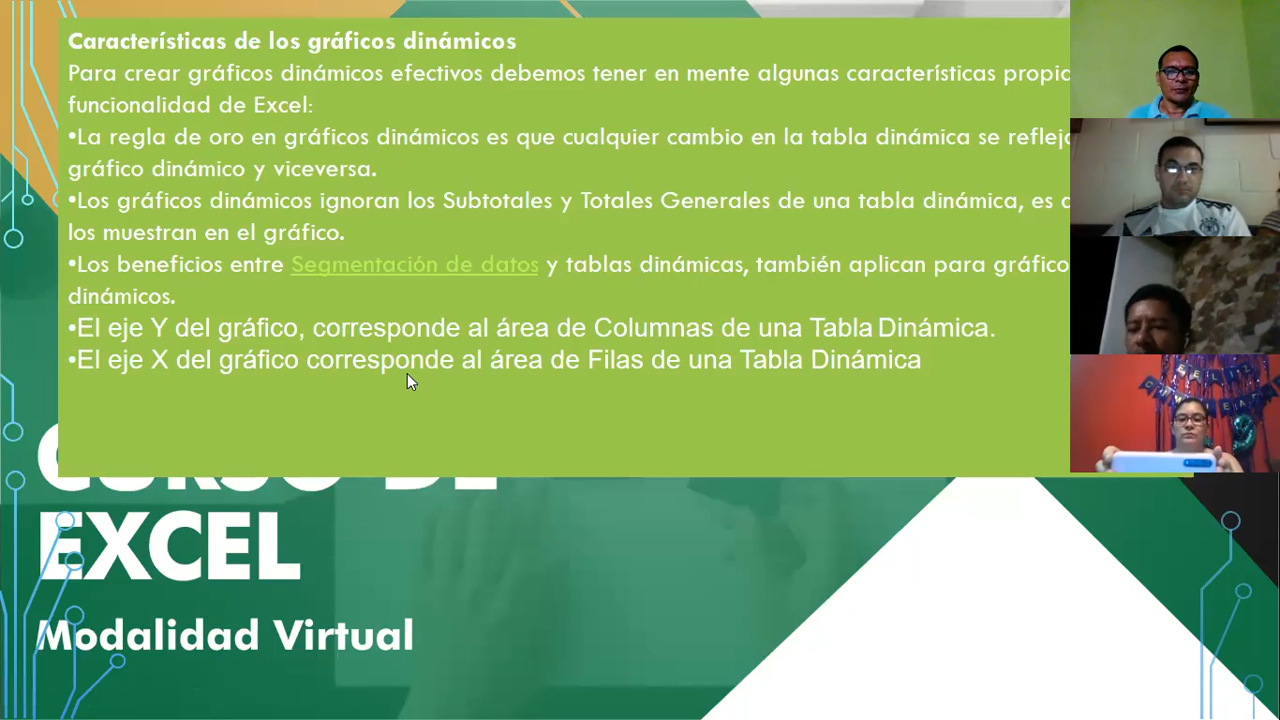 Características de los gráficos dinámicos
Para crear gráficos dinámicos efectivos debemos tener en mente algunas características
funcionalidad de Excel:
•La regla de oro en gráficos dinámicos es que cualquier cambio en la tabla dinámica se
gráfico dinámico y viceversa.
•Los gráficos dinámicos ignoran los Subtotales y Totales Generales de una tabla dinámica, es
los muestran en el gráfico.
•Los beneficios entre Segmentación de datos y tablas dinámicas, también aplican para
dinámicos.
•El eje Y del gráfico, corresponde al área de Columnas de una Tabla Dinámica.
•El eje X del gráfico corresponde al área de Filas de una Tabla Dinámica
CURSO DE
EXCEL
Modalidad Virtual
FELIZ